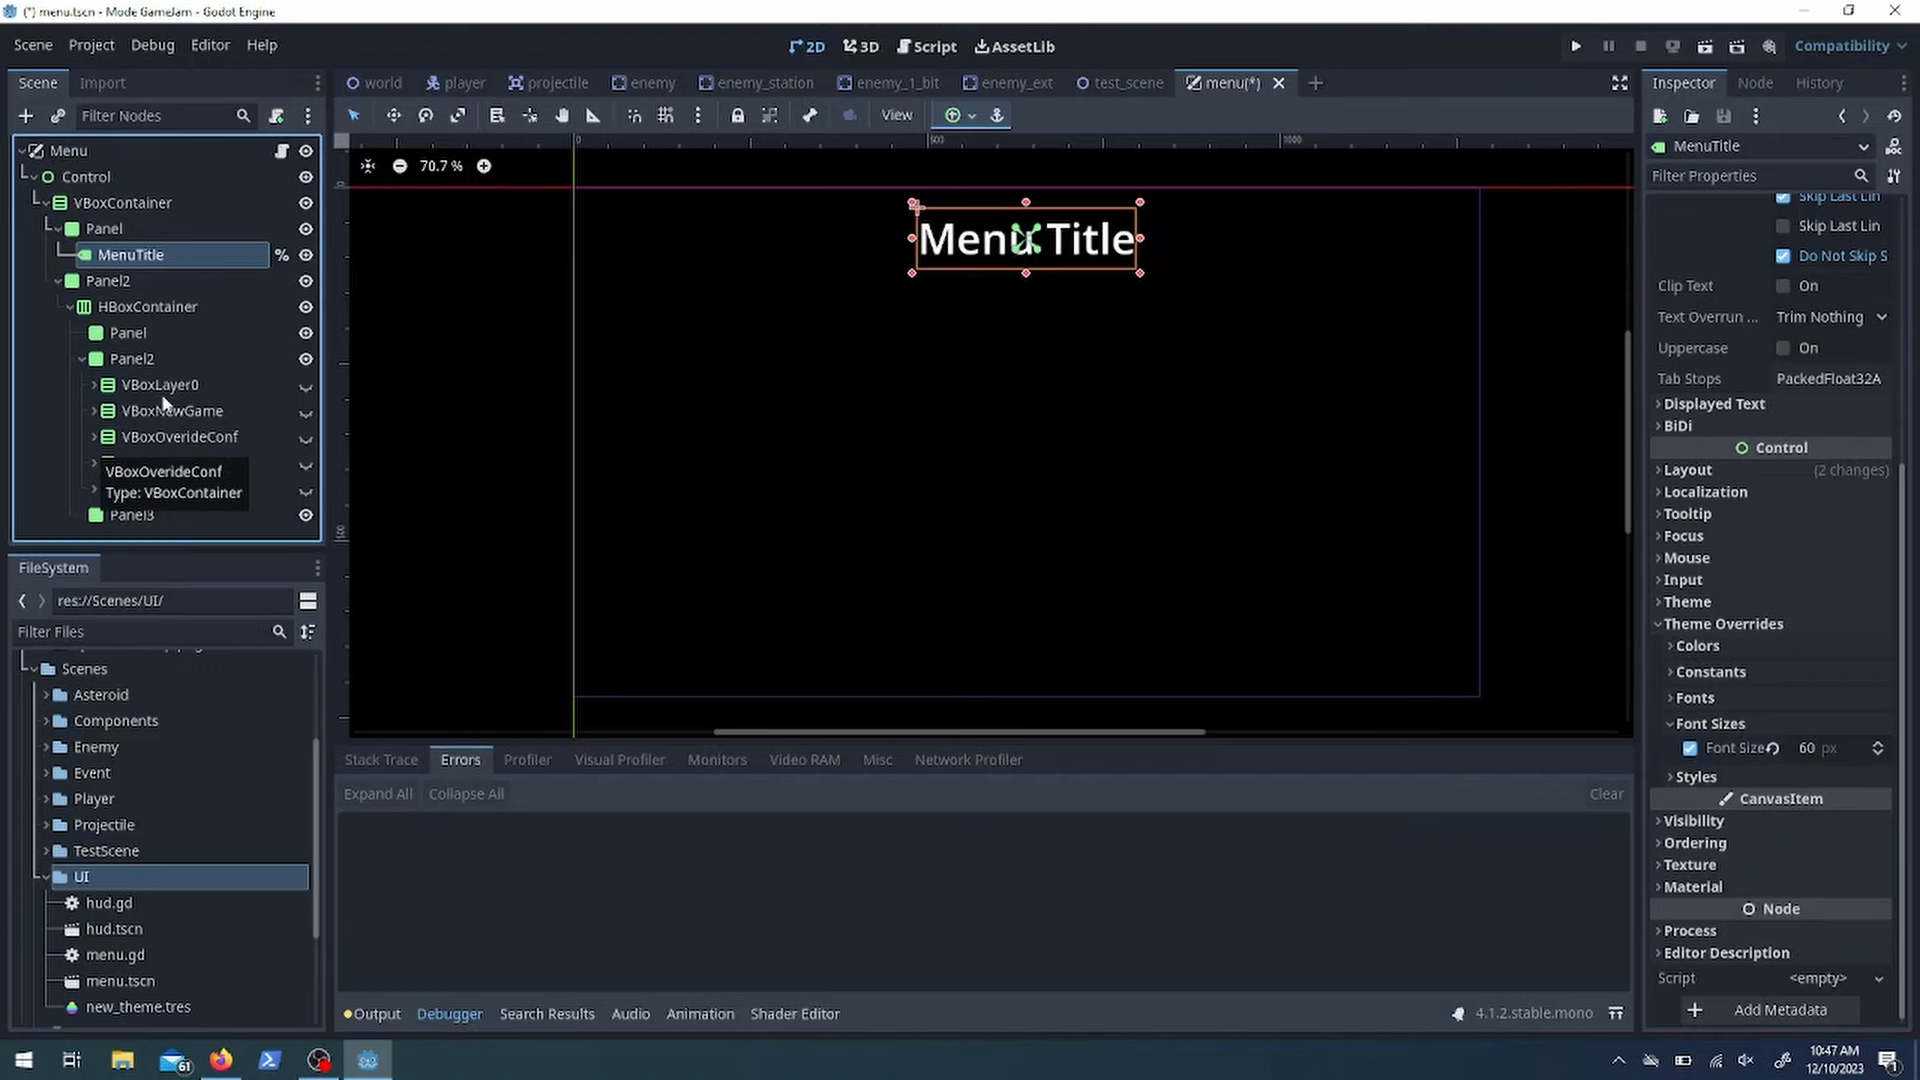 (*) menu.tscn - Mode GameJam - Godot Engine
Scene Project Debug Editor Help
2D 3D Script AssetLib
Compatibility
Scene Import
world player projectile enemy enemy_station enemy_1_bit enemy_ext test_scene menu(*)
Inspector Node History
Filter Nodes
View
Menu
Control
VBoxContainer
Panel
MenuTitle %
Panel2
HBoxContainer
Panel
Panel2
VBoxLayer0
VBoxNewGame
VBoxOverideConf
VBoxOverideConf
Type: VBoxContainer
Panel3
0 500 1000
70.7 %
Menu Title
FileSystem
res://Scenes/UI/
Filter Files
Scenes
Asteroid
Components
Enemy
Event
Player
Projectile
TestScene
UI
hud.gd
hud.tscn
menu.gd
menu.tscn
new_theme.tres
Stack Trace Errors Profiler Visual Profiler Monitors Video RAM Misc Network Profiler
Expand All Collapse All Clear
Output Debugger Search Results Audio Animation Shader Editor
4.1.2.stable.mono
MenuTitle
Filter Properties
Skip Last Lin
Skip Last Lin
Do Not Skip S
Clip Text On
Text Overrun ... Trim Nothing
Uppercase On
Tab Stops PackedFloat32A
Displayed Text
BiDi
Control
Layout (2 changes)
Localization
Tooltip
Focus
Mouse
Input
Theme
Theme Overrides
Colors
Constants
Fonts
Font Sizes
Font Size 60 px
Styles
CanvasItem
Visibility
Ordering
Texture
Material
Node
Process
Editor Description
Script <empty>
Add Metadata
61
10:47 AM
12/10/2023
1